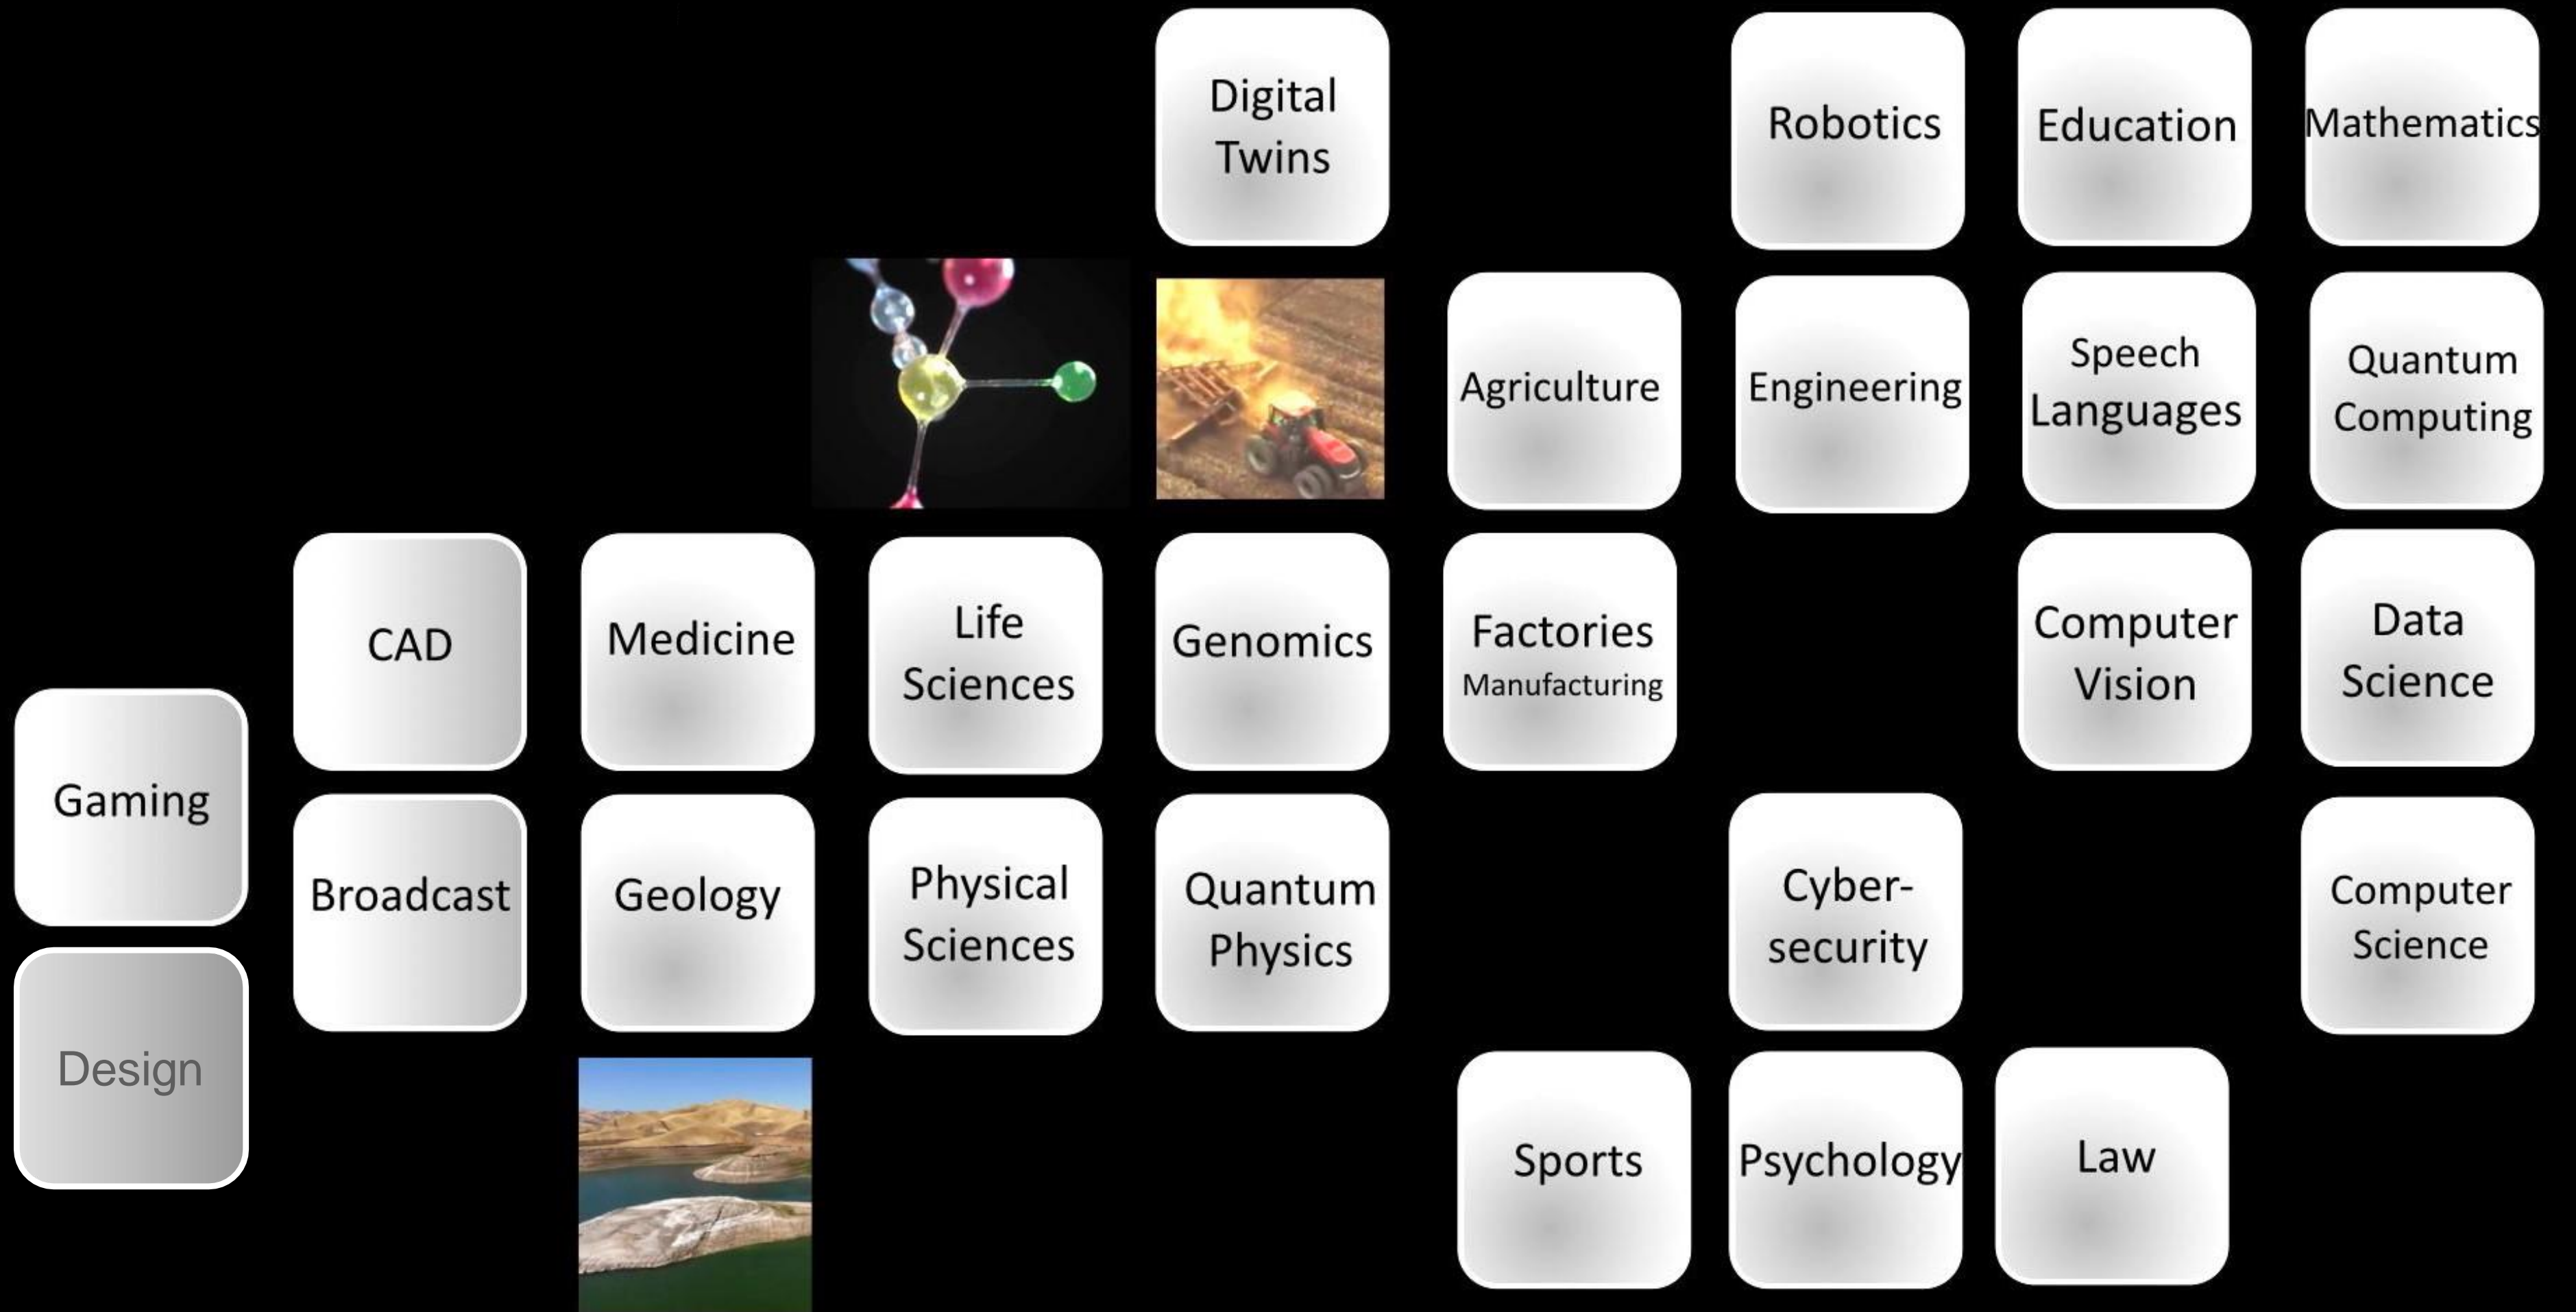 Digital
Twins
Robotics
Education
Mathematics
Agriculture
Engineering
Speech
Languages
Quantum
Computing
CAD
Medicine
Life
Sciences
Genomics
Factories
Manufacturing
Computer
Vision
Data
Science
Gaming
Broadcast
Geology
Physical
Sciences
Quantum
Physics
Cyber-
security
Computer
Science
Design
Sports
Psychology
Law